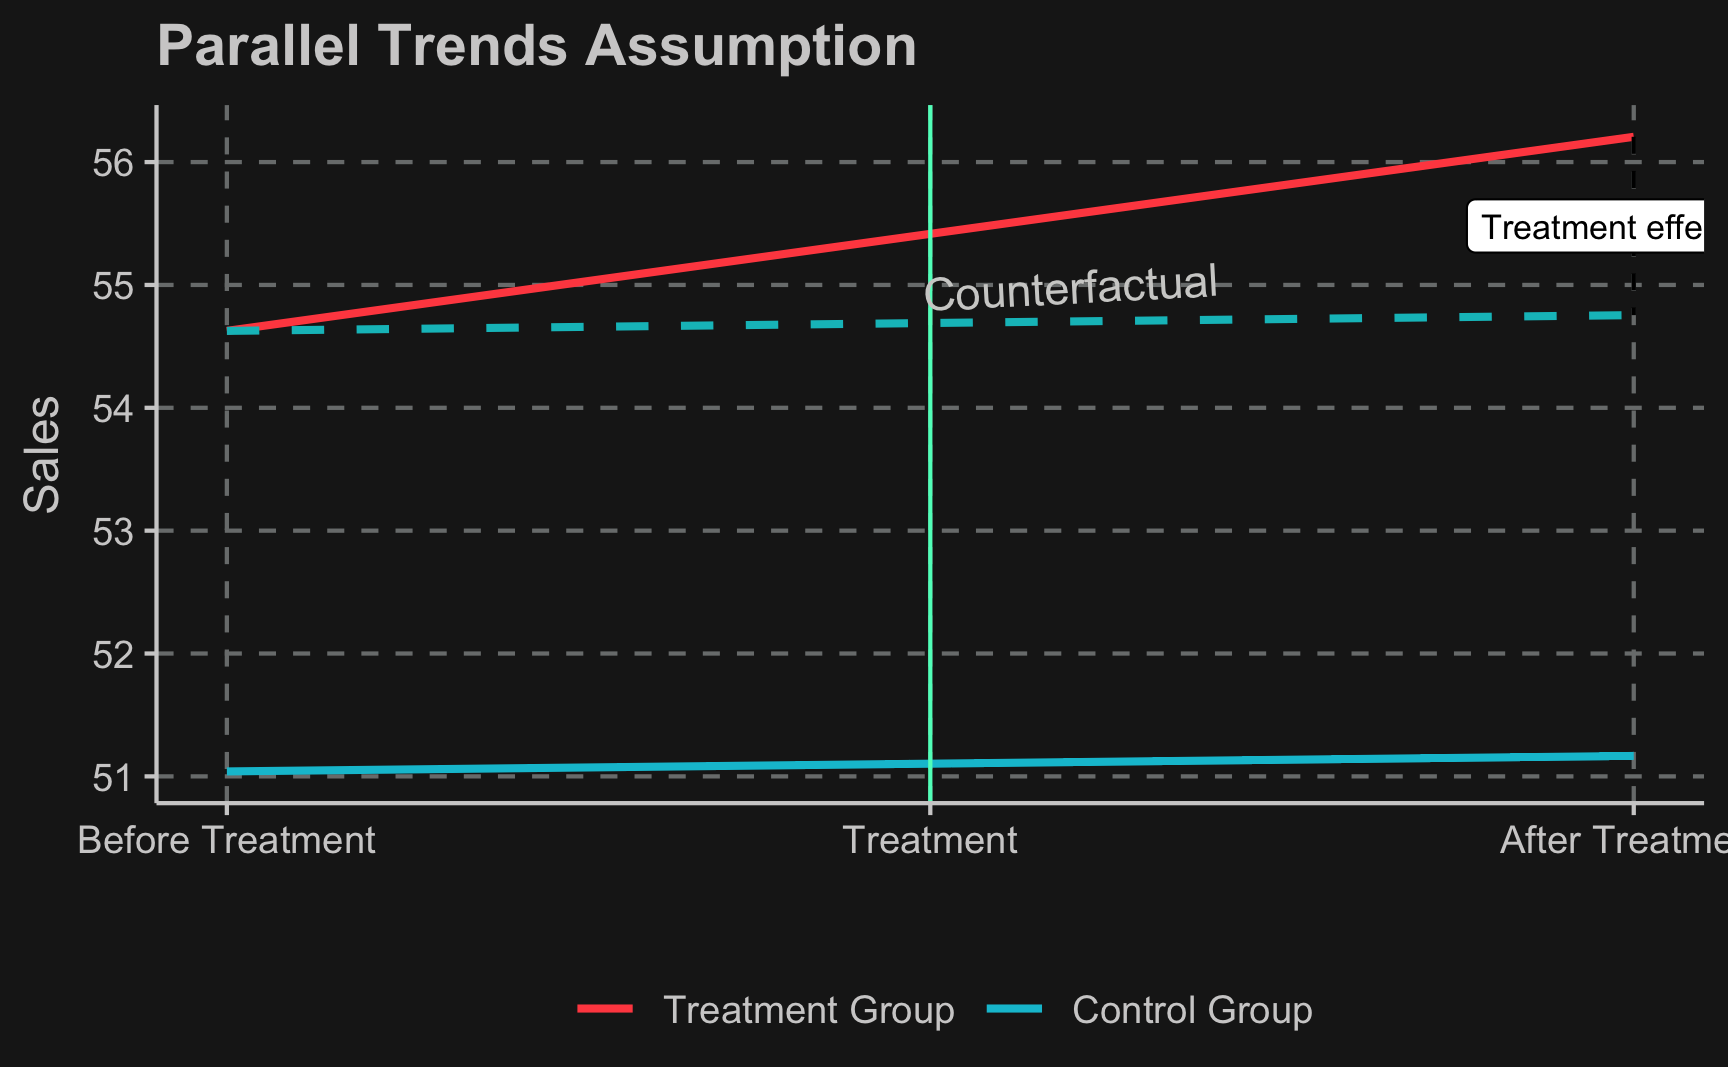 Parallel Trends Assumption
Sales
56
55
54
53
52
51
Treatment effe
Counterfactual
Before Treatment
Treatment
After Treatme
Treatment Group
Control Group